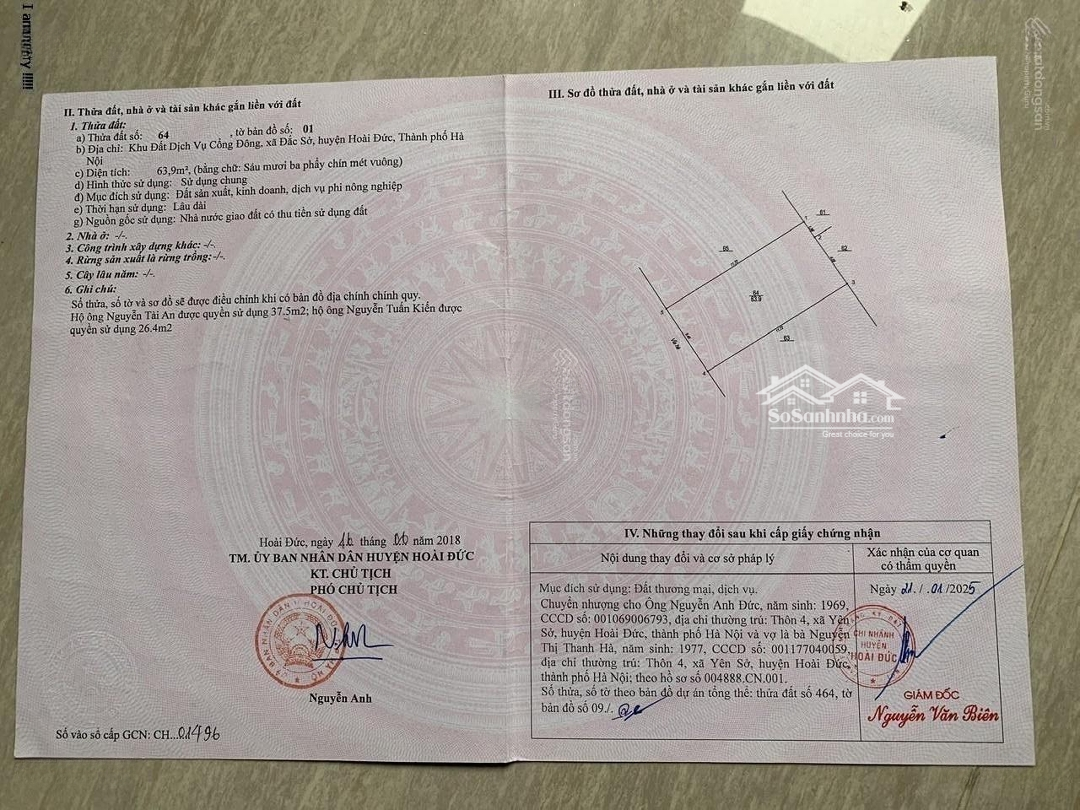 II. Thửa đất, nhà ở và tài sản khác gắn liền với đất
1. Thửa đất:
a) Thửa đất số: 64 , tờ bản đồ số: 01
b) Địa chỉ: Khu Đất Dịch Vụ Cổng Đông, xã Đắc Sở, huyện Hoài Đức, Thành phố Hà
Nội
c) Diện tích: 63,9m², (bằng chữ: Sáu mươi ba phẩy chín mét vuông)
d) Hình thức sử dụng: Sử dụng chung
đ) Mục đích sử dụng: Đất sản xuất, kinh doanh, dịch vụ phi nông nghiệp
e) Thời hạn sử dụng: Lâu dài
g) Nguồn gốc sử dụng: Nhà nước giao đất có thu tiền sử dụng đất
2. Nhà ở: -/-.
3. Công trình xây dựng khác: -/-.
4. Rừng sản xuất là rừng trồng:-/-.
5. Cây lâu năm: -/-.
6. Ghi chú:
Số thửa, số tờ và sơ đồ sẽ được điều chỉnh khi có bản đồ địa chính chính quy.
Hộ ông Nguyễn Tài An được quyền sử dụng 37.5m2; hộ ông Nguyễn Tuấn Kiến được
quyền sử dụng 26.4m2
Hoài Đức, ngày tháng năm 2018
TM. ỦY BAN NHÂN DÂN HUYỆN HOÀI ĐỨC
KT. CHỦ TỊCH
PHÓ CHỦ TỊCH
Nguyễn Anh
Số vào sổ cấp GCN: CH...01496
III. Sơ đồ thửa đất, nhà ở và tài sản khác gắn liền với đất
61
65
62
64
63.9
63
Vỉa hè
SoSanhnha.com
Great choice for you
IV. Những thay đổi sau khi cấp giấy chứng nhận
Nội dung thay đổi và cơ sở pháp lý
Xác nhận của cơ quan
có thẩm quyền
Mục đích sử dụng: Đất thương mại, dịch vụ.
Chuyển nhượng cho Ông Nguyễn Anh Đức, năm sinh: 1969,
CCCD số: 001069006793, địa chỉ thường trú: Thôn 4, xã Yên
Sở, huyện Hoài Đức, thành phố Hà Nội và vợ là bà Nguyễn
Thị Thanh Hà, năm sinh: 1977, CCCD số: 001177040059,
địa chỉ thường trú: Thôn 4, xã Yên Sở, huyện Hoài Đức,
thành phố Hà Nội; theo hồ sơ số 004888.CN.001.
Số thửa, số tờ theo bản đồ dự án tổng thể: thửa đất số 464, tờ
bản đồ số 09./.
Ngày 21./.01/2025
CHI NHÁNH
HUYỆN
HOÀI ĐỨC
GIÁM ĐỐC
Nguyễn Văn Biên